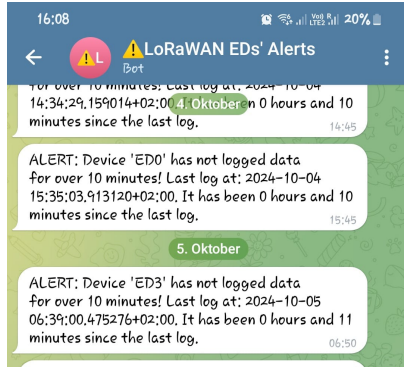 16:08
Vo)) R
LTE2
20%
⚠️LoRaWAN EDs' Alerts
L
Bot
for over 10 minutes! Last log at: 2024-10-04
14:34:29.159014+02:00
4. Oktober
n 0 hours and 10
minutes since the last log.
14:45
ALERT: Device 'ED0' has not logged data
for over 10 minutes! Last log at: 2024-10-04
15:35:03.913120+02:00. It has been 0 hours and 10
minutes since the last log.
15:45
5. Oktober
ALERT: Device 'ED3' has not logged data
for over 10 minutes! Last log at: 2024-10-05
06:39:00.475276+02:00. It has been 0 hours and 11
minutes since the last log.
06:50